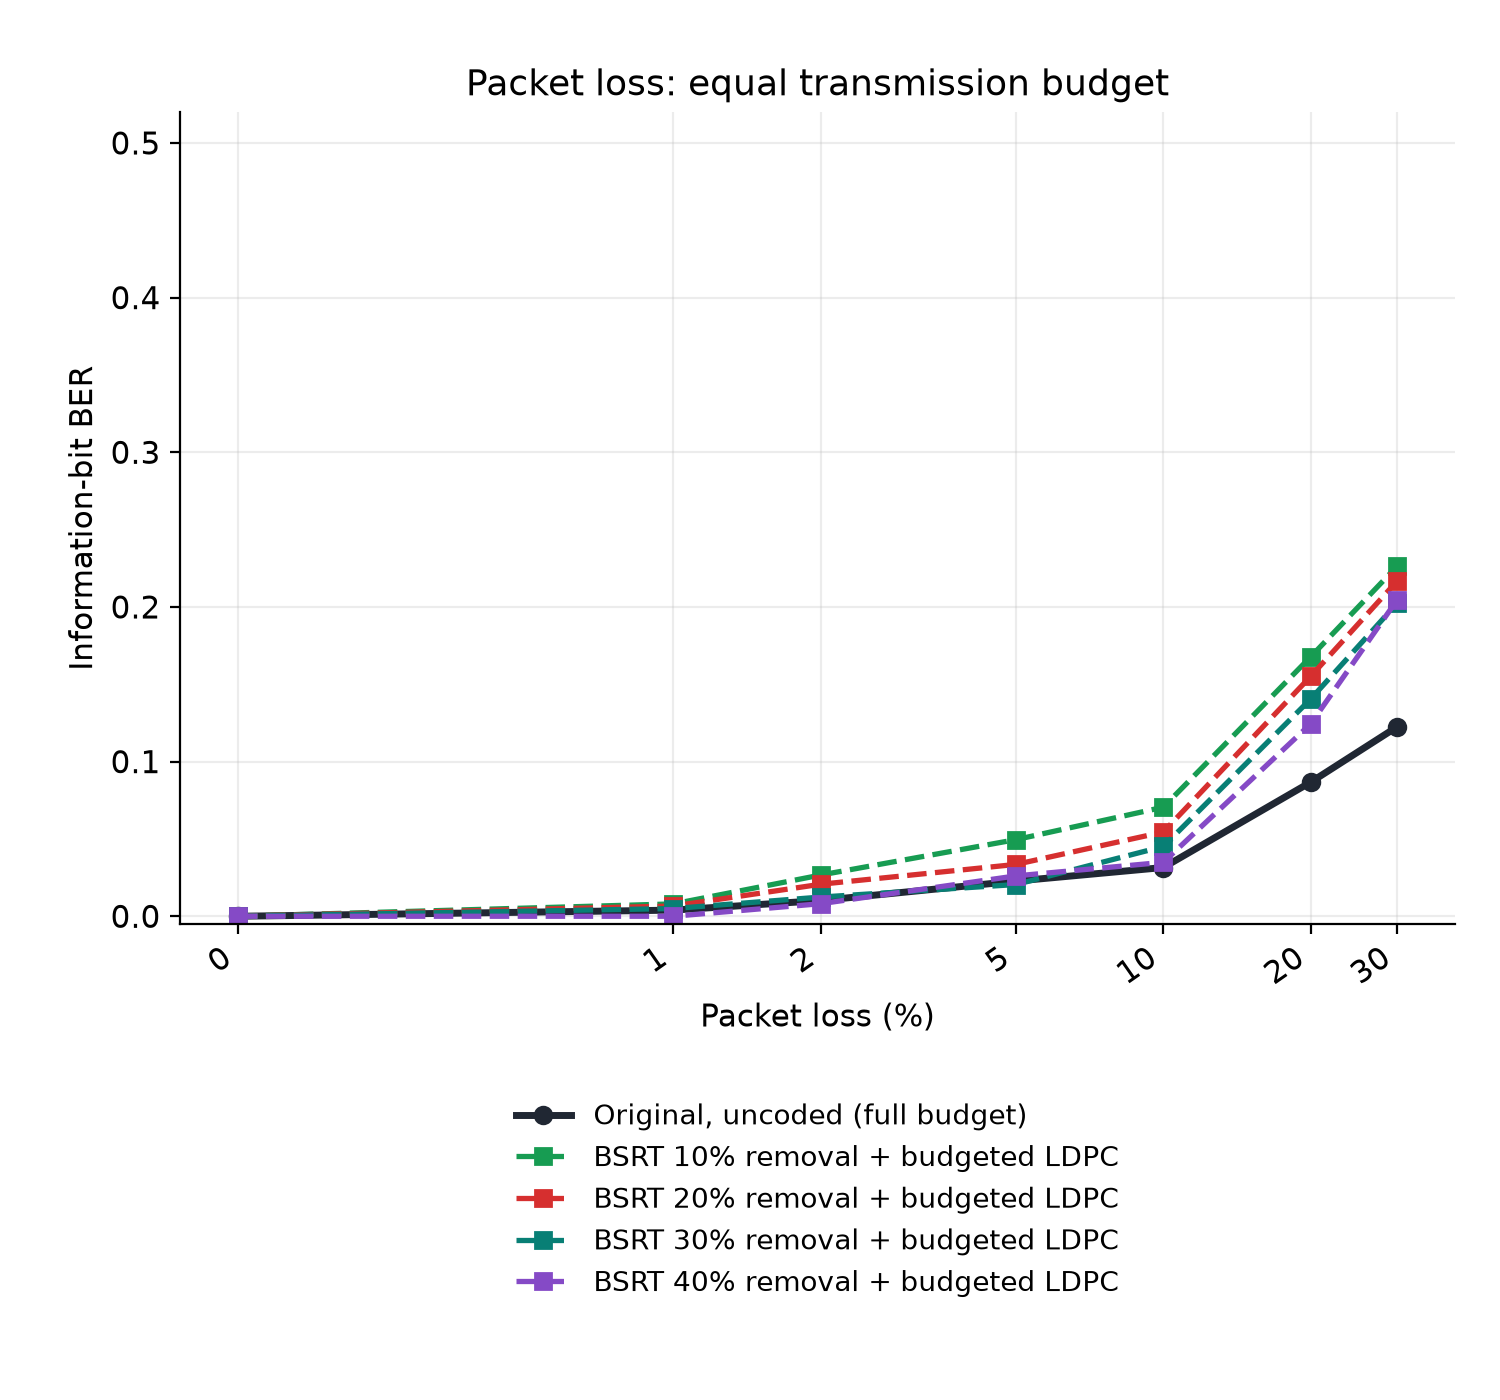 Packet loss: equal transmission budget
0.5
0.4
0.3
0.2
0.1
0.0
Information-bit BER
0 1 2 5 10 20 30
Packet loss (%)
Original, uncoded (full budget)
BSRT 10% removal + budgeted LDPC
BSRT 20% removal + budgeted LDPC
BSRT 30% removal + budgeted LDPC
BSRT 40% removal + budgeted LDPC